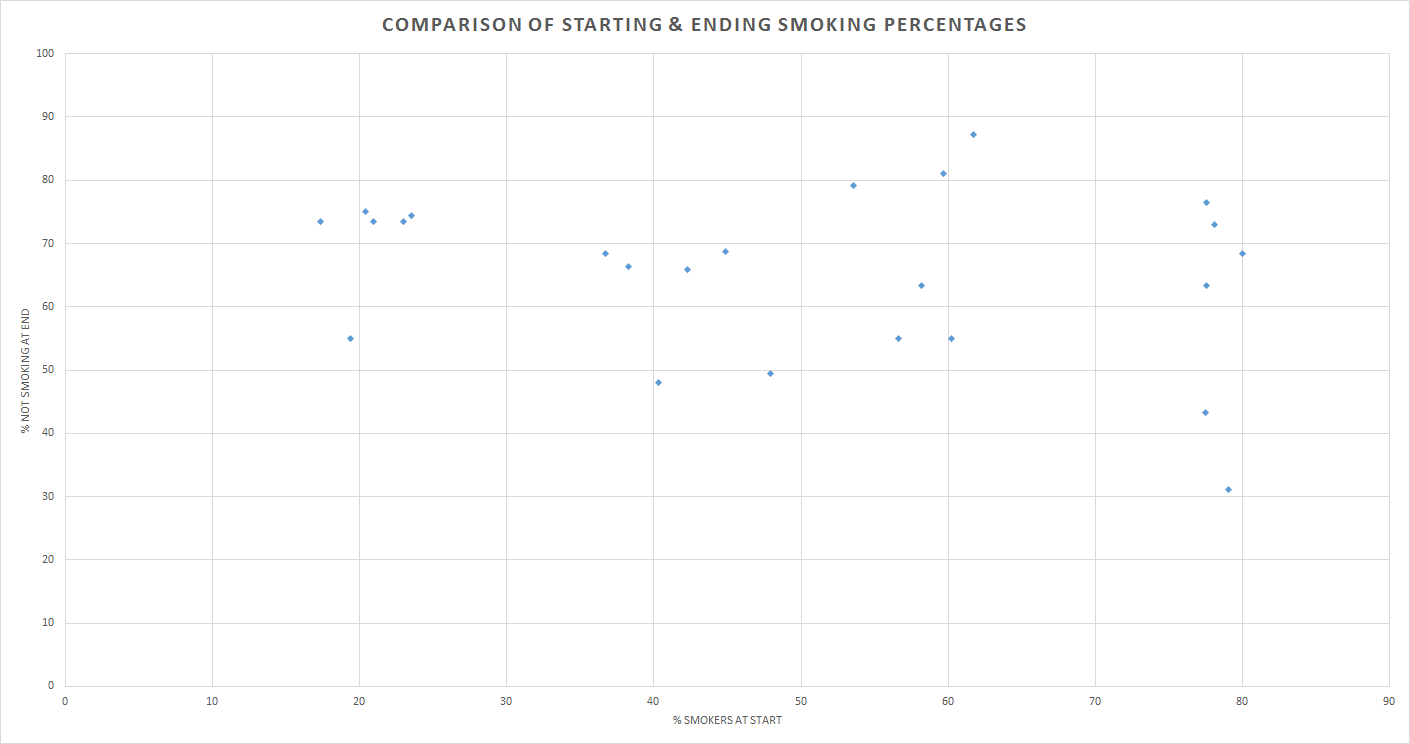 COMPARISON OF STARTING & ENDING SMOKING PERCENTAGES
100
90
80
70
60
50
40
30
20
10
0
% NOT SMOKING AT END
0 10 20 30 40 50 60 70 80 90
% SMOKERS AT START